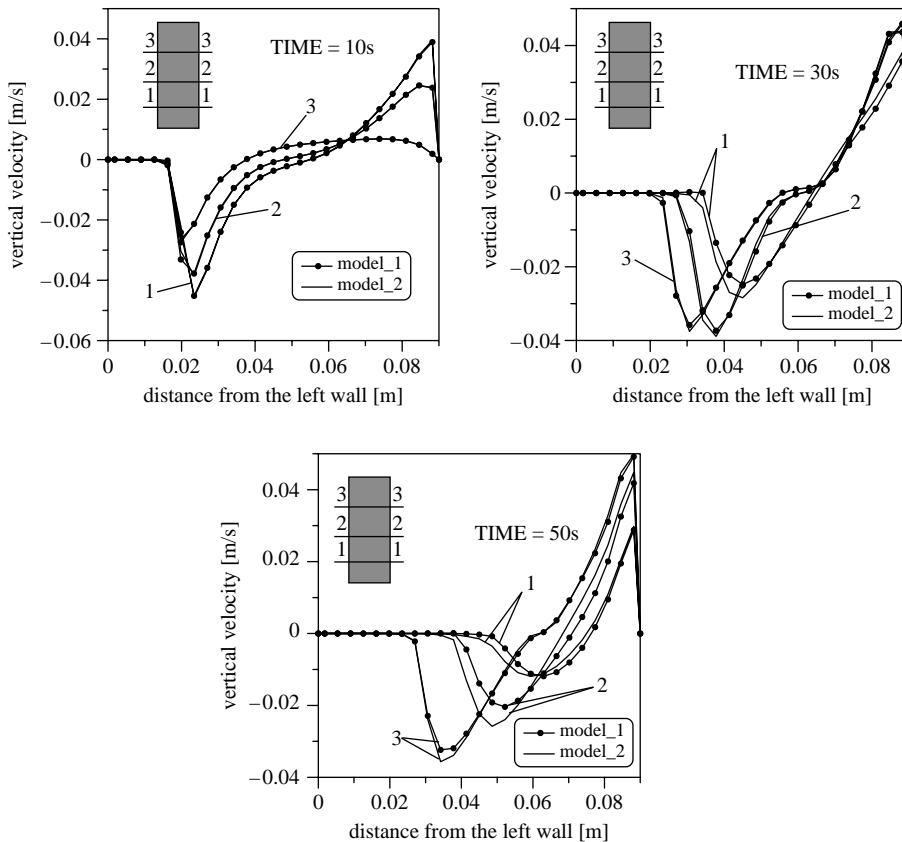 0.04
0.02
0
−0.02
−0.04
−0.06
vertical velocity [m/s]
3 3
2 2
1 1
TIME = 10s
3
2
1
model_1
model_2
0 0.02 0.04 0.06 0.08
distance from the left wall [m]
0.04
0.02
0
−0.02
−0.04
vertical velocity [m/s]
3 3
2 2
1 1
TIME = 30s
1
2
3
model_1
model_2
0 0.02 0.04 0.06 0.08
distance from the left wall [m]
0.04
0.02
0
−0.02
−0.04
vertical velocity [m/s]
3 3
2 2
1 1
TIME = 50s
1
2
3
model_1
model_2
0 0.02 0.04 0.06 0.08
distance from the left wall [m]